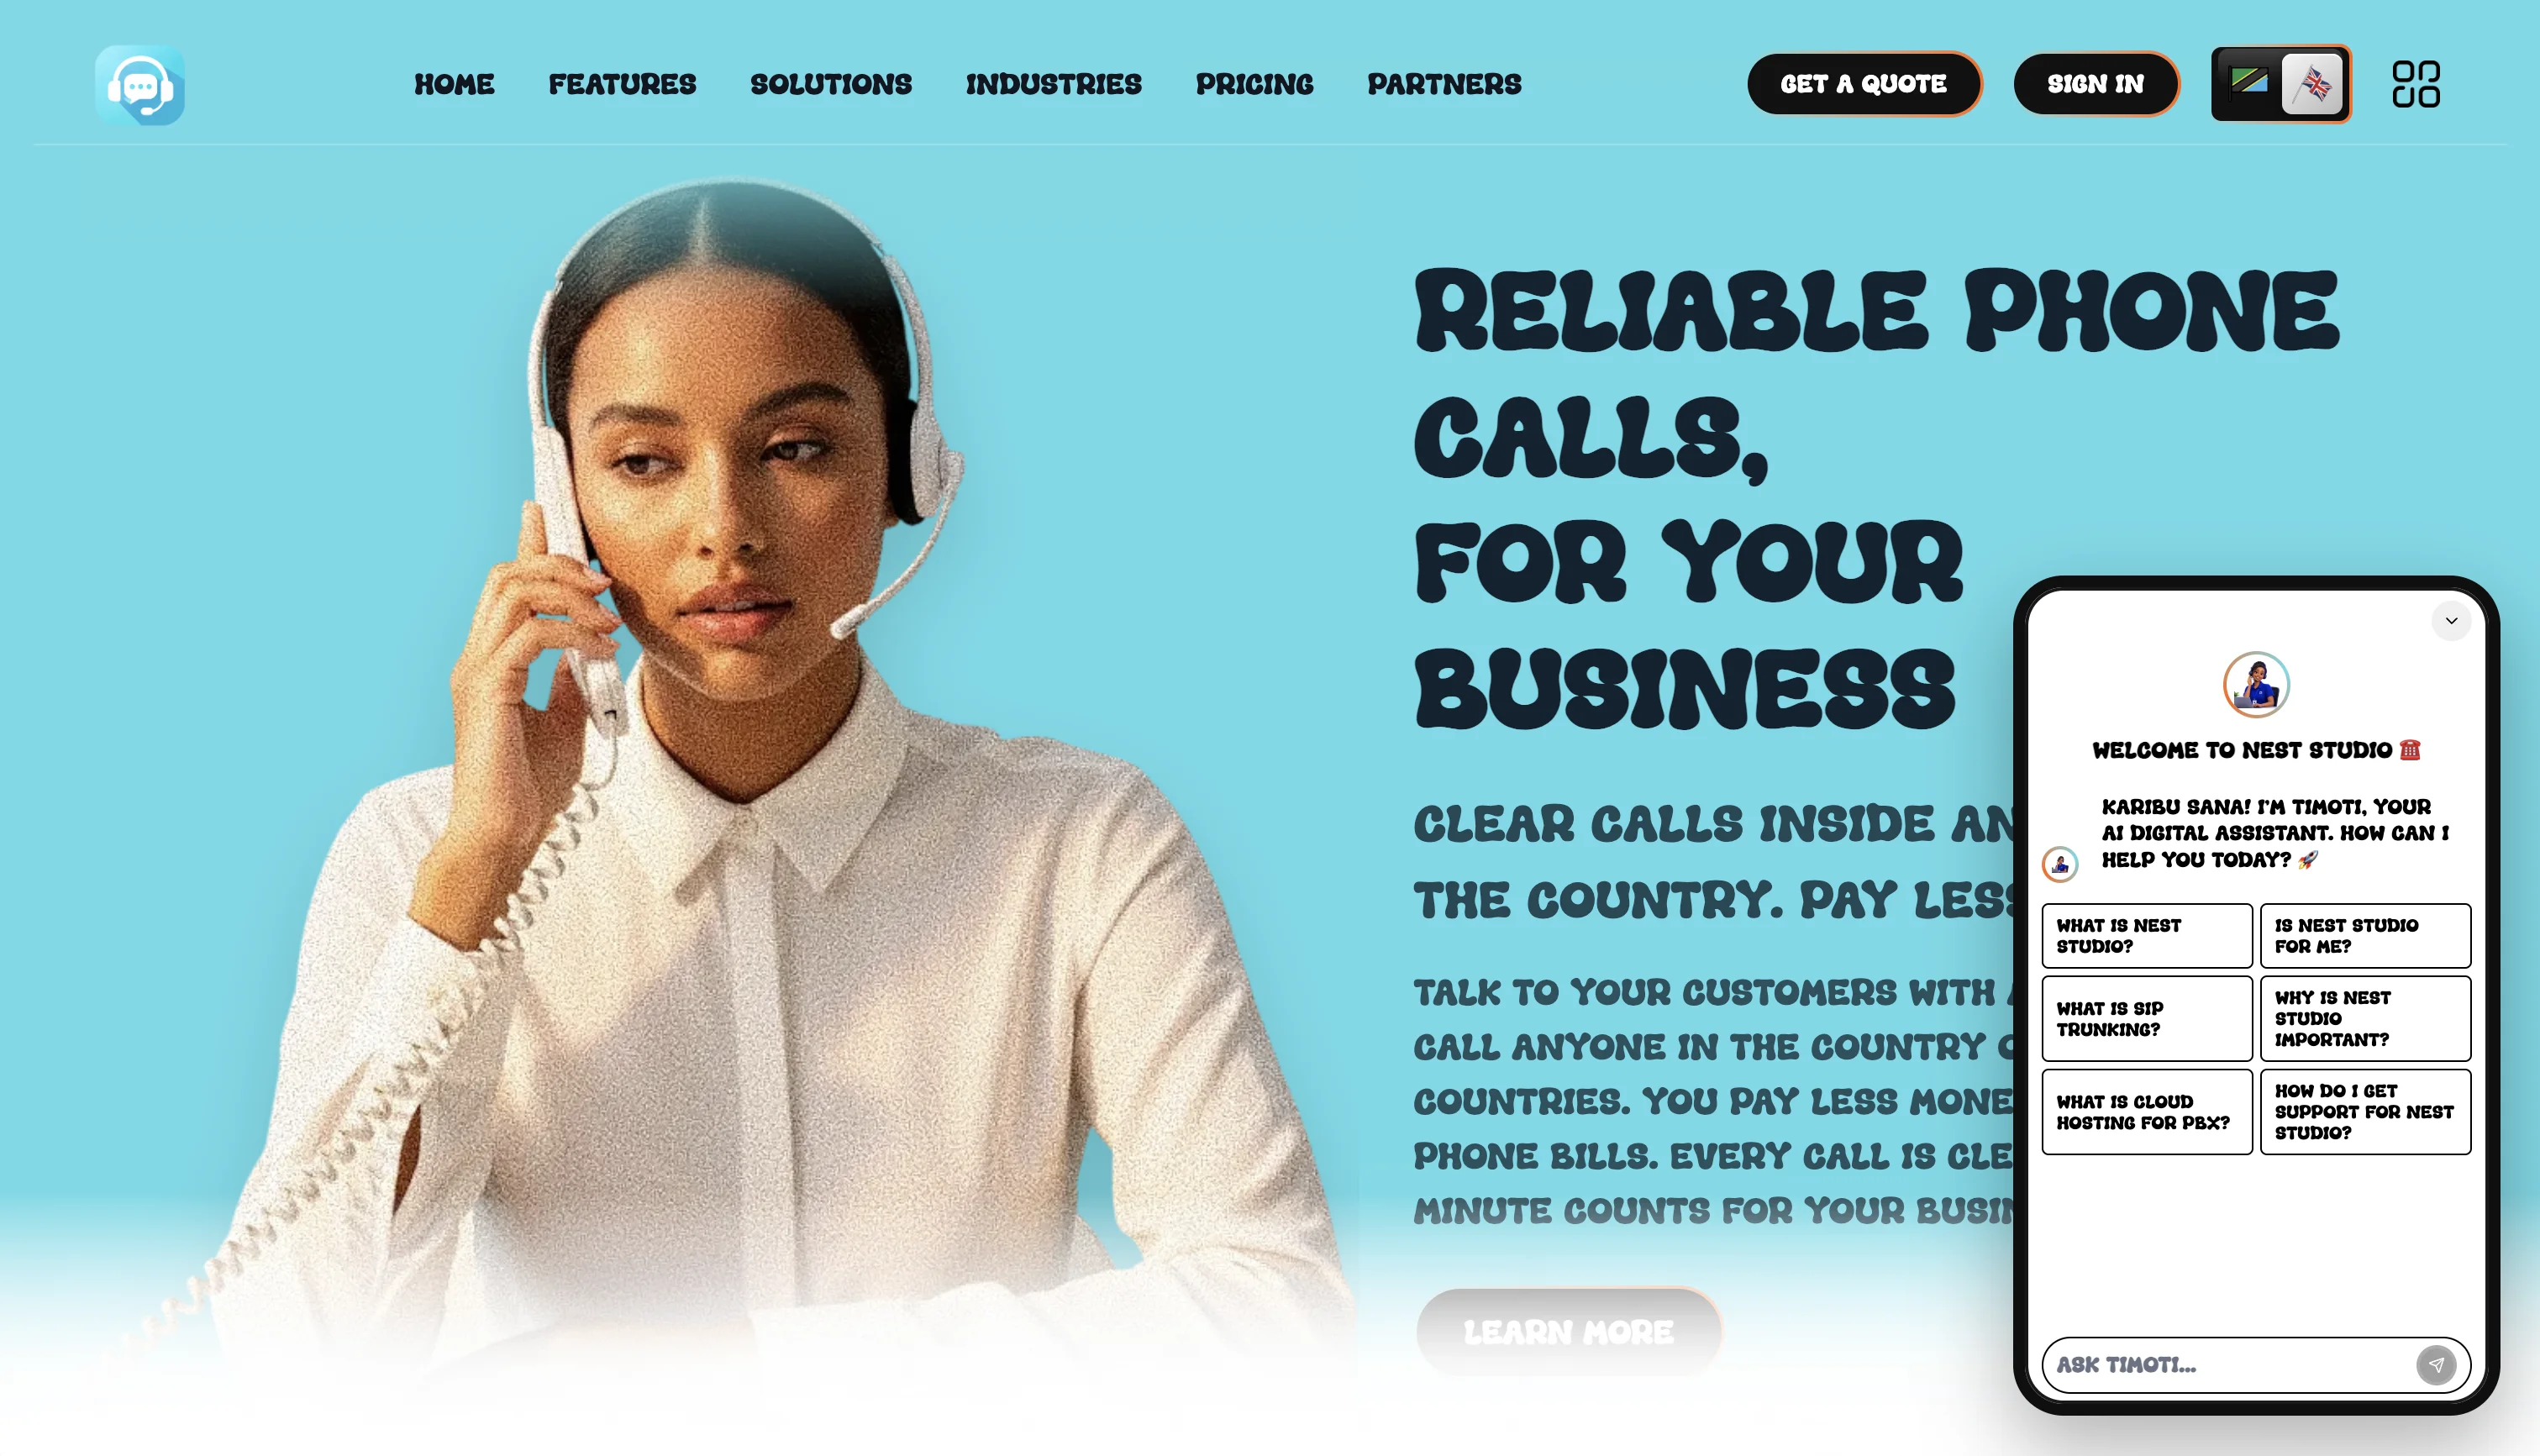 HOME FEATURES SOLUTIONS INDUSTRIES PRICING PARTNERS GET A QUOTE SIGN IN
RELIABLE PHONE
CALLS,
FOR YOUR
BUSINESS
CLEAR CALLS INSIDE
THE COUNTRY. PAY LESS
TALK TO YOUR CUSTOMERS WITH
CALL ANYONE IN THE COUNTRY
COUNTRIES. YOU PAY LESS
PHONE BILLS. EVERY CALL IS
MINUTE COUNTS FOR YOUR
LEARN MORE
WELCOME TO NEST STUDIO ☎️
KARIBU SANA! I'M TIMOTI, YOUR
AI DIGITAL ASSISTANT. HOW CAN I
HELP YOU TODAY? 🚀
WHAT IS NEST
STUDIO?
IS NEST STUDIO
FOR ME?
WHAT IS SIP
TRUNKING?
WHY IS NEST
STUDIO
IMPORTANT?
WHAT IS CLOUD
HOSTING FOR PBX?
HOW DO I GET
SUPPORT FOR NEST
STUDIO?
ASK TIMOTI...